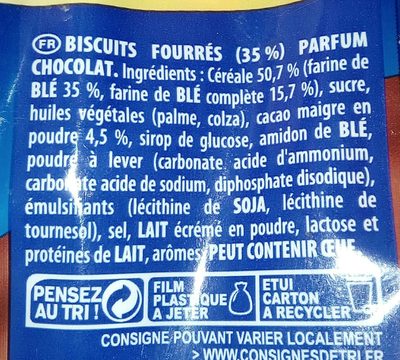 FR BISCUITS FOURRÉS (35 %) PARFUM
CHOCOLAT. Ingrédients : Céréale 50,7 % (farine de
BLÉ 35 %, farine de BLÉ complète 15,7 %), sucre,
huiles végétales (palme, colza), cacao maigre en
poudre 4,5 %, sirop de glucose, amidon de BLÉ,
poudre à lever (carbonate acide d'ammonium,
carbonate acide de sodium, diphosphate disodique),
émulsifiants (lécithine de SOJA, lécithine de
tournesol), sel, LAIT écrémé en poudre, lactose et
protéines de LAIT, arômes. PEUT CONTENIR ŒUF.
PENSEZ
AU TRI !
FILM
PLASTIQUE
A JETER
ETUI
CARTON
A RECYCLER
CONSIGNE POUVANT VARIER LOCALEMENT
> WWW.CONSIGNESDETRI.FR